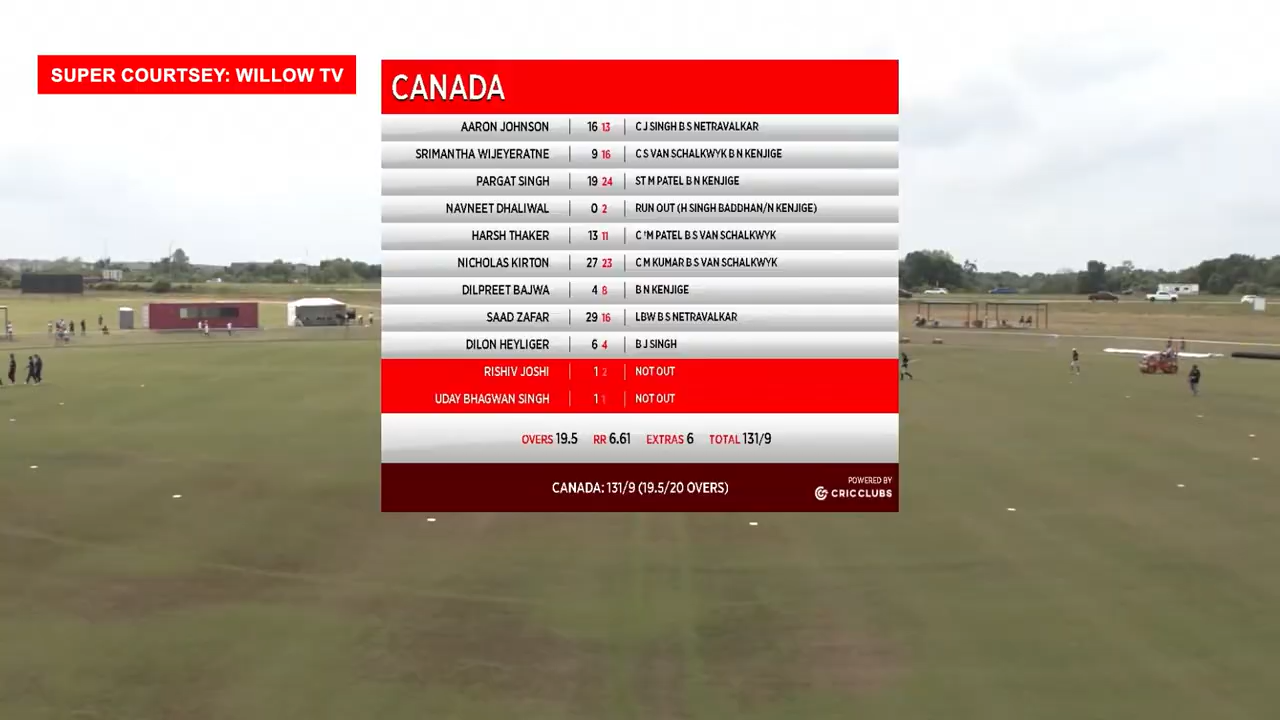 SUPER COURTSEY: WILLOW TV
CANADA
AARON JOHNSON 16 13 C J SINGH B S NETRAVALKAR
SRIMANTHA WIJEYERATNE 9 16 C S VAN SCHALKWYK B N KENJIGE
PARGAT SINGH 19 24 ST M PATEL B N KENJIGE
NAVNEET DHALIWAL 0 2 RUN OUT (H SINGH BADDHAN/N KENJIGE)
HARSH THAKER 13 11 C *M PATEL B S VAN SCHALKWYK
NICHOLAS KIRTON 27 23 C M KUMAR B S VAN SCHALKWYK
DILPREET BAJWA 4 8 B N KENJIGE
SAAD ZAFAR 29 16 LBW B S NETRAVALKAR
DILON HEYLIGER 6 4 B J SINGH
RISHIV JOSHI 1 2 NOT OUT
UDAY BHAGWAN SINGH 1 1 NOT OUT
OVERS 19.5 RR 6.61 EXTRAS 6 TOTAL 131/9
CANADA: 131/9 (19.5/20 OVERS)
POWERED BY
CRICCLUBS